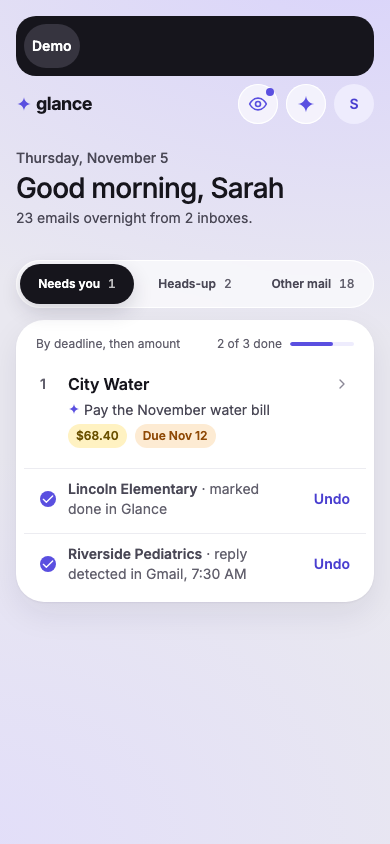 Demo
glance
S
Thursday, November 5
Good morning, Sarah
23 emails overnight from 2 inboxes.
Needs you 1 Heads-up 2 Other mail 18
By deadline, then amount 2 of 3 done
1 City Water
Pay the November water bill
$68.40 Due Nov 12
Lincoln Elementary · marked
done in Glance
Undo
Riverside Pediatrics · reply
detected in Gmail, 7:30 AM
Undo